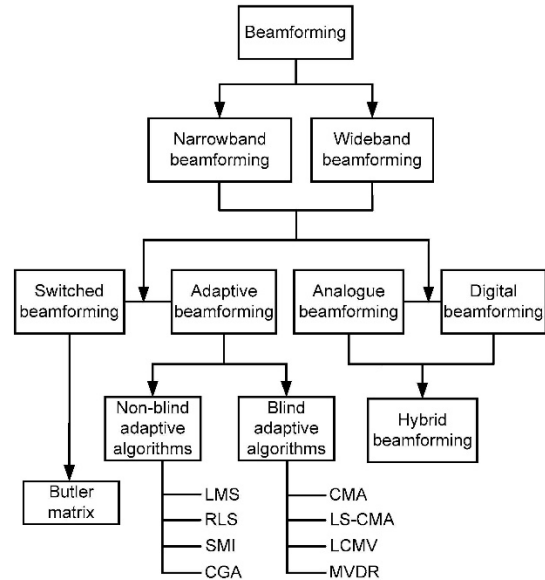 Beamforming
Narrowband
beamforming
Wideband
beamforming
Switched
beamforming
Adaptive
beamforming
Analogue
beamforming
Digital
beamforming
Non-blind
adaptive
algorithms
Blind
adaptive
algorithms
Hybrid
beamforming
Butler
matrix
LMS
RLS
SMI
CGA
CMA
LS-CMA
LCMV
MVDR